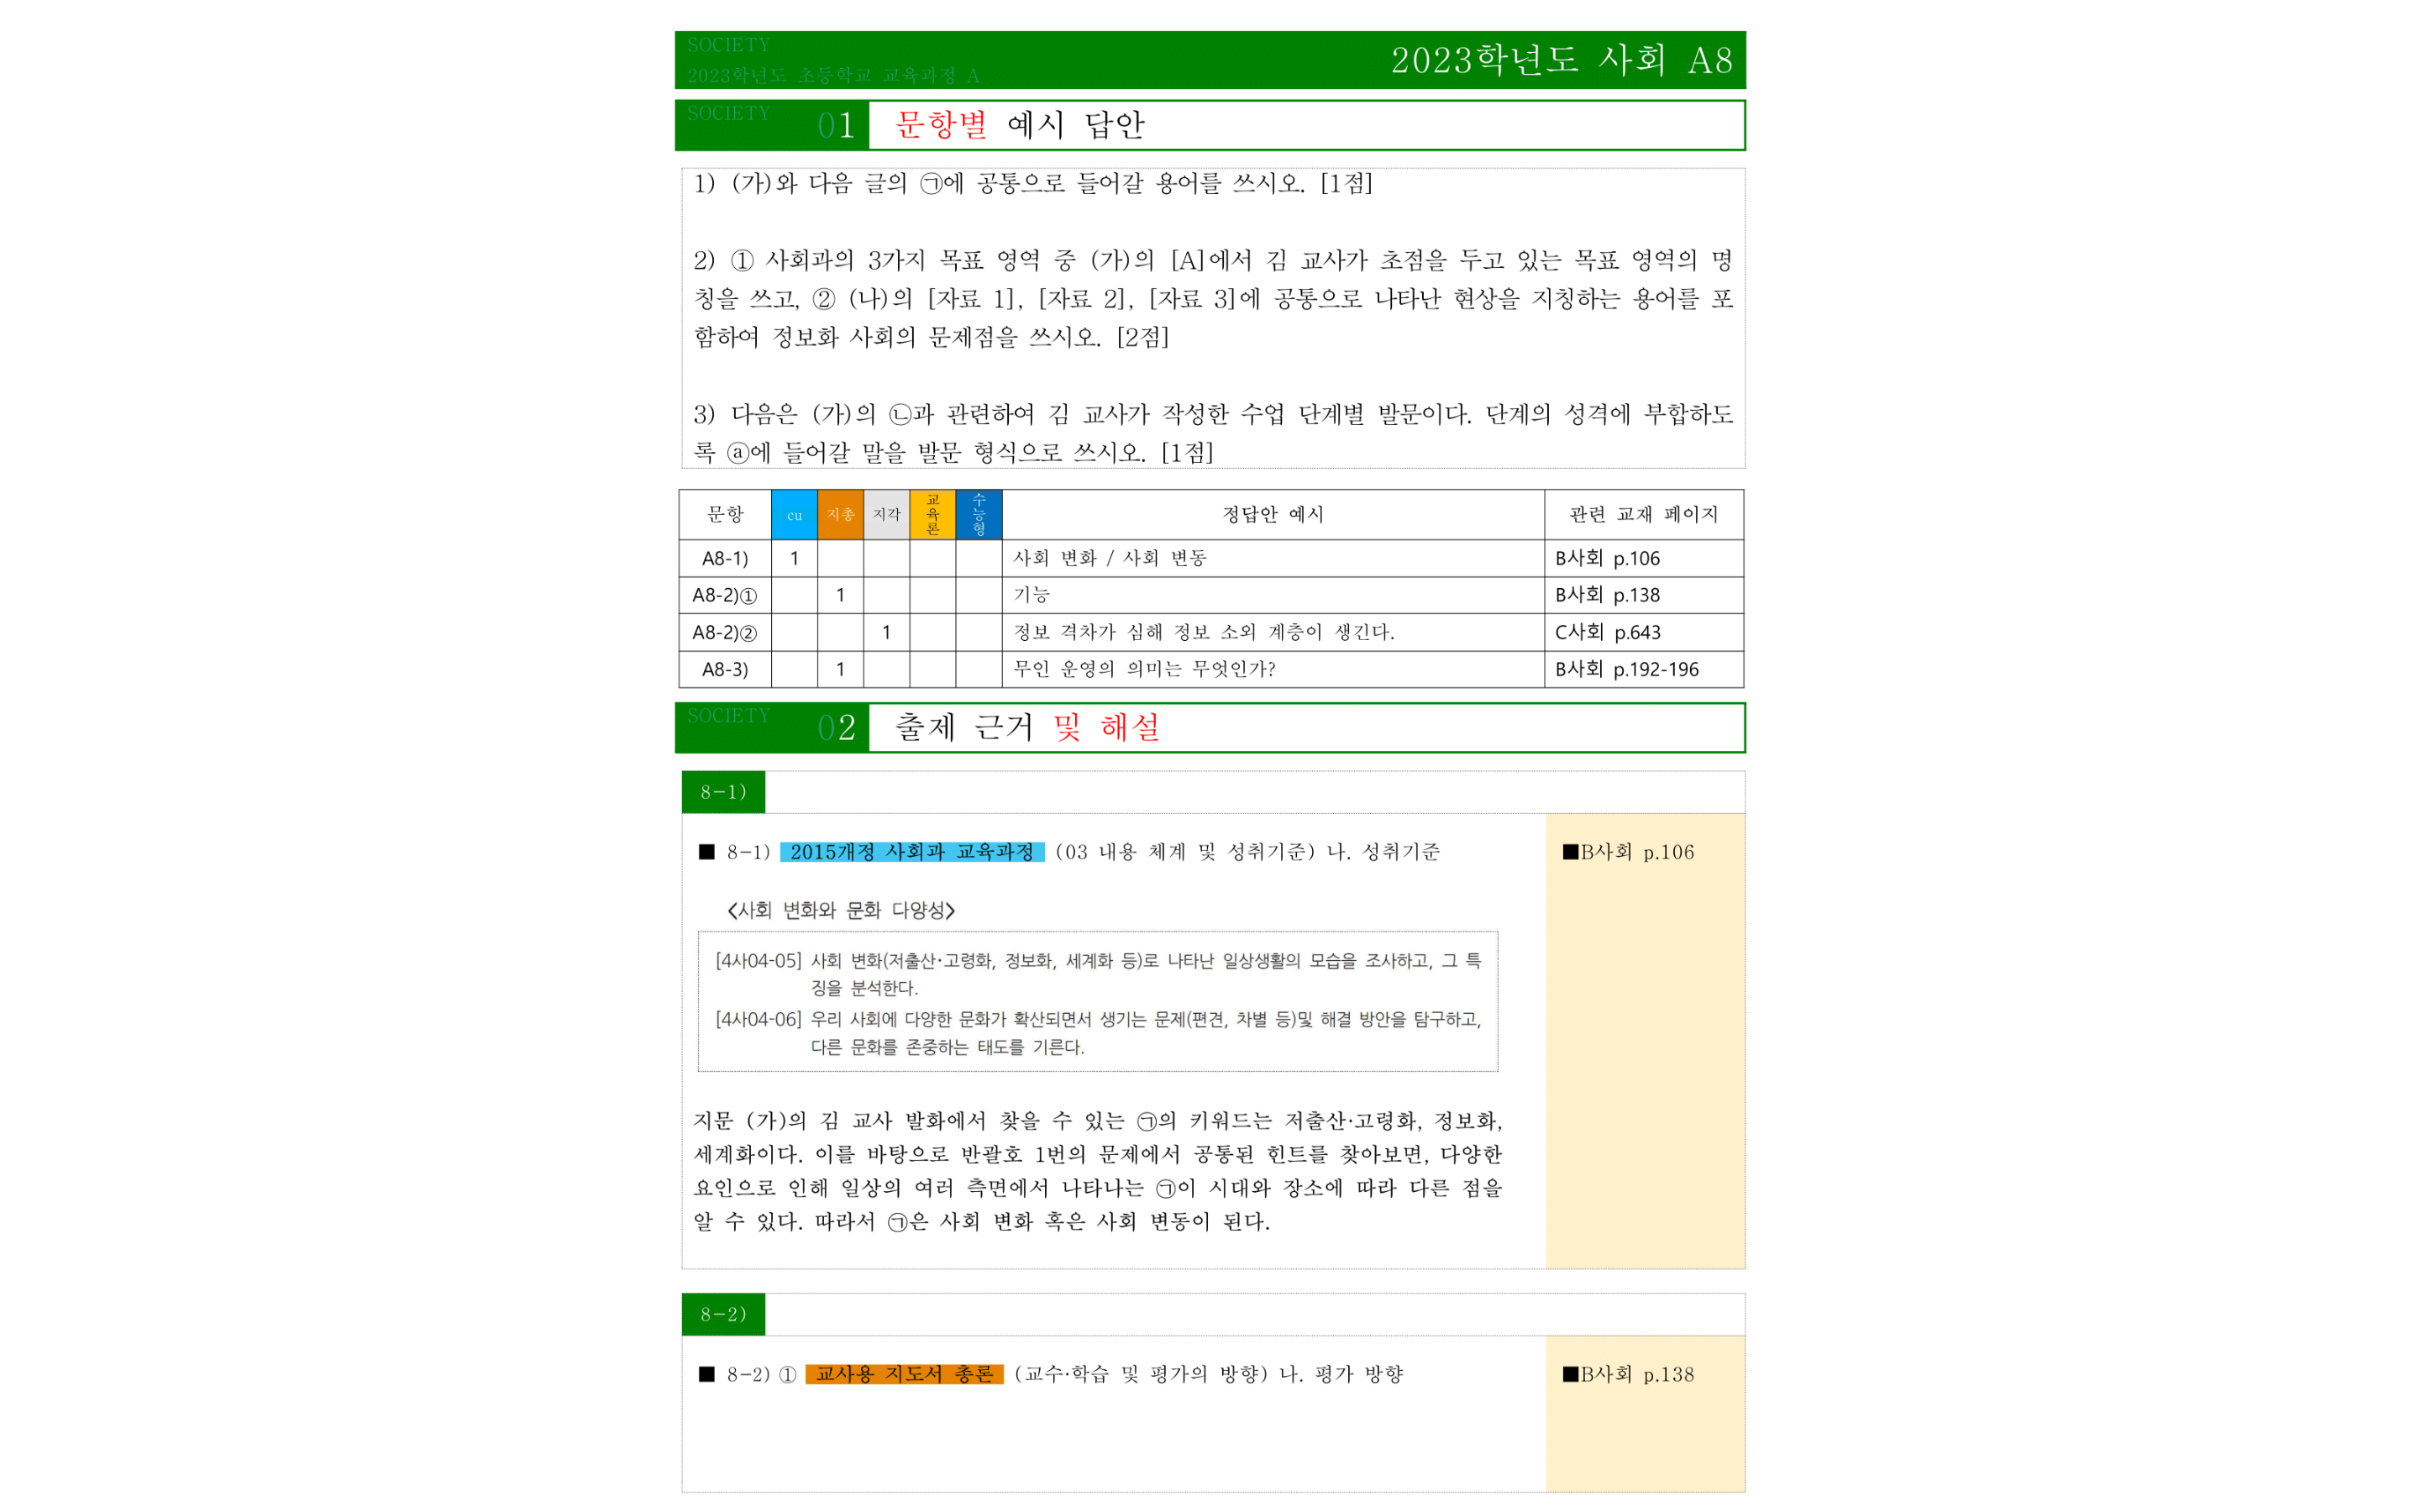 SOCIETY
2023학년도 초등학교 교육과정 A
2023학년도 사회 A8
SOCIETY
01 문항별 예시 답안
1) (가)와 다음 글의 ㉠에 공통으로 들어갈 용어를 쓰시오. [1점]
2) ① 사회과의 3가지 목표 영역 중 (가)의 [A]에서 김 교사가 초점을 두고 있는 목표 영역의 명
칭을 쓰고, ② (나)의 [자료 1], [자료 2], [자료 3]에 공통으로 나타난 현상을 지칭하는 용어를 포
함하여 정보화 사회의 문제점을 쓰시오. [2점]
3) 다음은 (가)의 ㉡과 관련하여 김 교사가 작성한 수업 단계별 발문이다. 단계의 성격에 부합하도
록 ⓐ에 들어갈 말을 발문 형식으로 쓰시오. [1점]
문항 cu 지총 지각 교육론 수능형 정답안 예시 관련 교재 페이지
A8-1) 1 사회 변화 / 사회 변동 B사회 p.106
A8-2)① 1 기능 B사회 p.138
A8-2)② 1 정보 격차가 심해 정보 소외 계층이 생긴다. C사회 p.643
A8-3) 1 무인 운영의 의미는 무엇인가? B사회 p.192-196
SOCIETY
02 출제 근거 및 해설
8-1)
■ 8-1) 2015개정 사회과 교육과정 (03 내용 체계 및 성취기준) 나. 성취기준 ■B사회 p.106
<사회 변화와 문화 다양성>
[4사04-05] 사회 변화(저출산·고령화, 정보화, 세계화 등)로 나타난 일상생활의 모습을 조사하고, 그 특
징을 분석한다.
[4사04-06] 우리 사회에 다양한 문화가 확산되면서 생기는 문제(편견, 차별 등)및 해결 방안을 탐구하고,
다른 문화를 존중하는 태도를 기른다.
지문 (가)의 김 교사 발화에서 찾을 수 있는 ㉠의 키워드는 저출산·고령화, 정보화,
세계화이다. 이를 바탕으로 반괄호 1번의 문제에서 공통된 힌트를 찾아보면, 다양한
요인으로 인해 일상의 여러 측면에서 나타나는 ㉠이 시대와 장소에 따라 다른 점을
알 수 있다. 따라서 ㉠은 사회 변화 혹은 사회 변동이 된다.
8-2)
■ 8-2) ① 교사용 지도서 총론 (교수·학습 및 평가의 방향) 나. 평가 방향 ■B사회 p.138